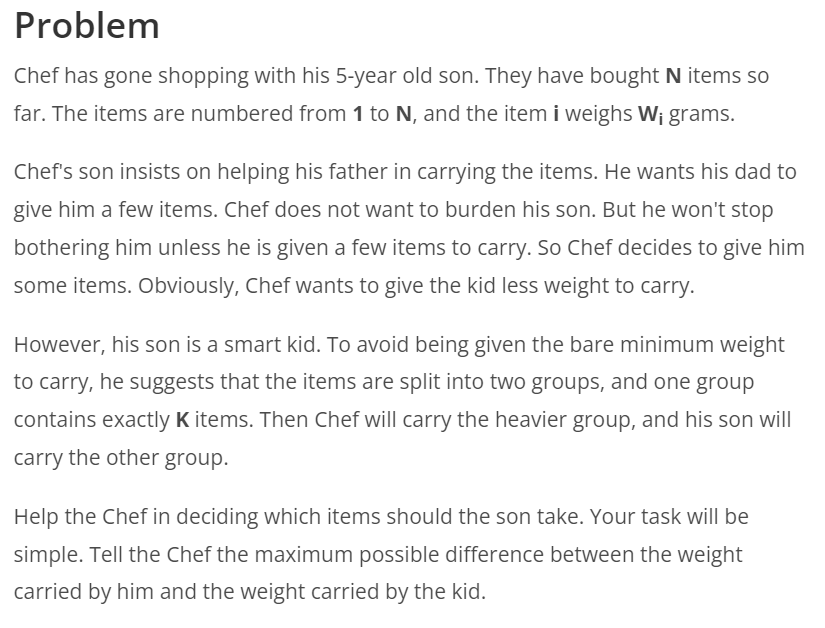 Problem
Chef has gone shopping with his 5-year old son. They have bought N items so
far. The items are numbered from 1 to N, and the item i weighs Wi grams.
Chef's son insists on helping his father in carrying the items. He wants his dad to
give him a few items. Chef does not want to burden his son. But he won't stop
bothering him unless he is given a few items to carry. So Chef decides to give him
some items. Obviously, Chef wants to give the kid less weight to carry.
However, his son is a smart kid. To avoid being given the bare minimum weight
to carry, he suggests that the items are split into two groups, and one group
contains exactly K items. Then Chef will carry the heavier group, and his son will
carry the other group.
Help the Chef in deciding which items should the son take. Your task will be
simple. Tell the Chef the maximum possible difference between the weight
carried by him and the weight carried by the kid.